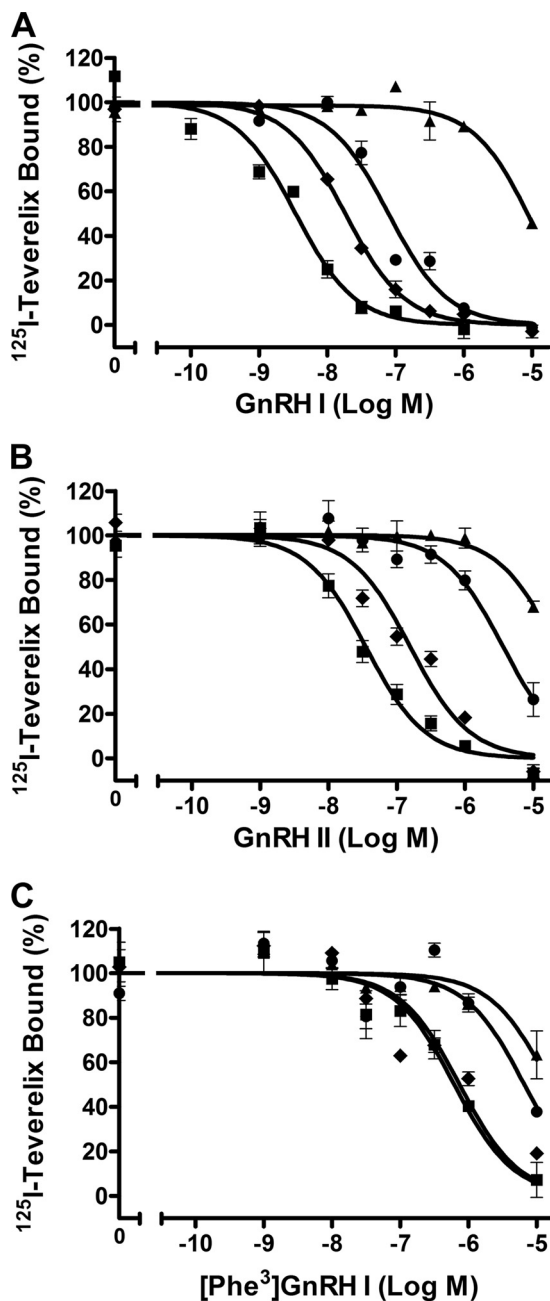 A
¹²⁵I-Teverelix Bound (%)
120
100
80
60
40
20
0
0 -10 -9 -8 -7 -6 -5
GnRH I (Log M)
B
¹²⁵I-Teverelix Bound (%)
120
100
80
60
40
20
0
0 -10 -9 -8 -7 -6 -5
GnRH II (Log M)
C
¹²⁵I-Teverelix Bound (%)
120
100
80
60
40
20
0
0 -10 -9 -8 -7 -6 -5
[Phe³]GnRH I (Log M)